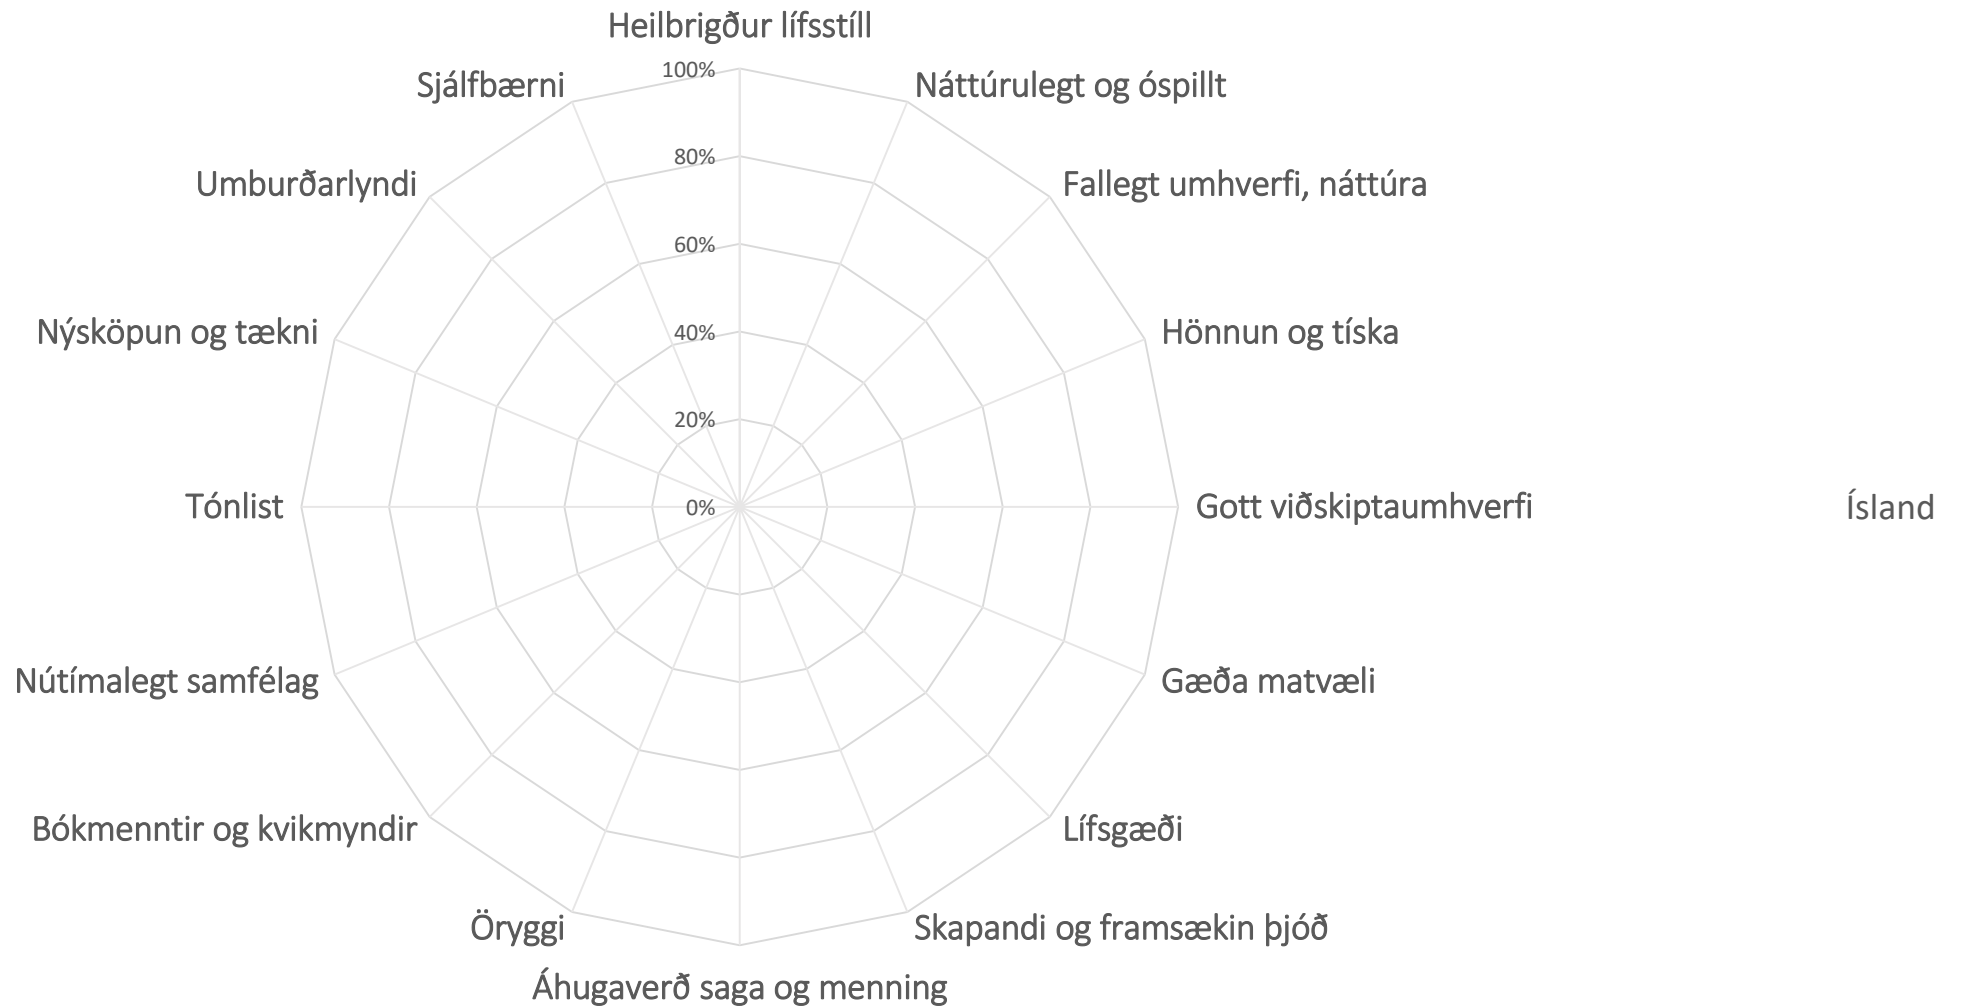 Heilbrigður lífsstíll
100%
Sjálfbærni
Náttúrulegt og óspillt
80%
Umburðarlyndi
Fallegt umhverfi, náttúra
60%
Nýsköpun og tækni
40%
Hönnun og tíska
20%
Tónlist
0%
Gott viðskiptaumhverfi
Ísland
Nútímalegt samfélag
Gæða matvæli
Bókmenntir og kvikmyndir
Lífsgæði
Öryggi
Skapandi og framsækin þjóð
Áhugaverð saga og menning